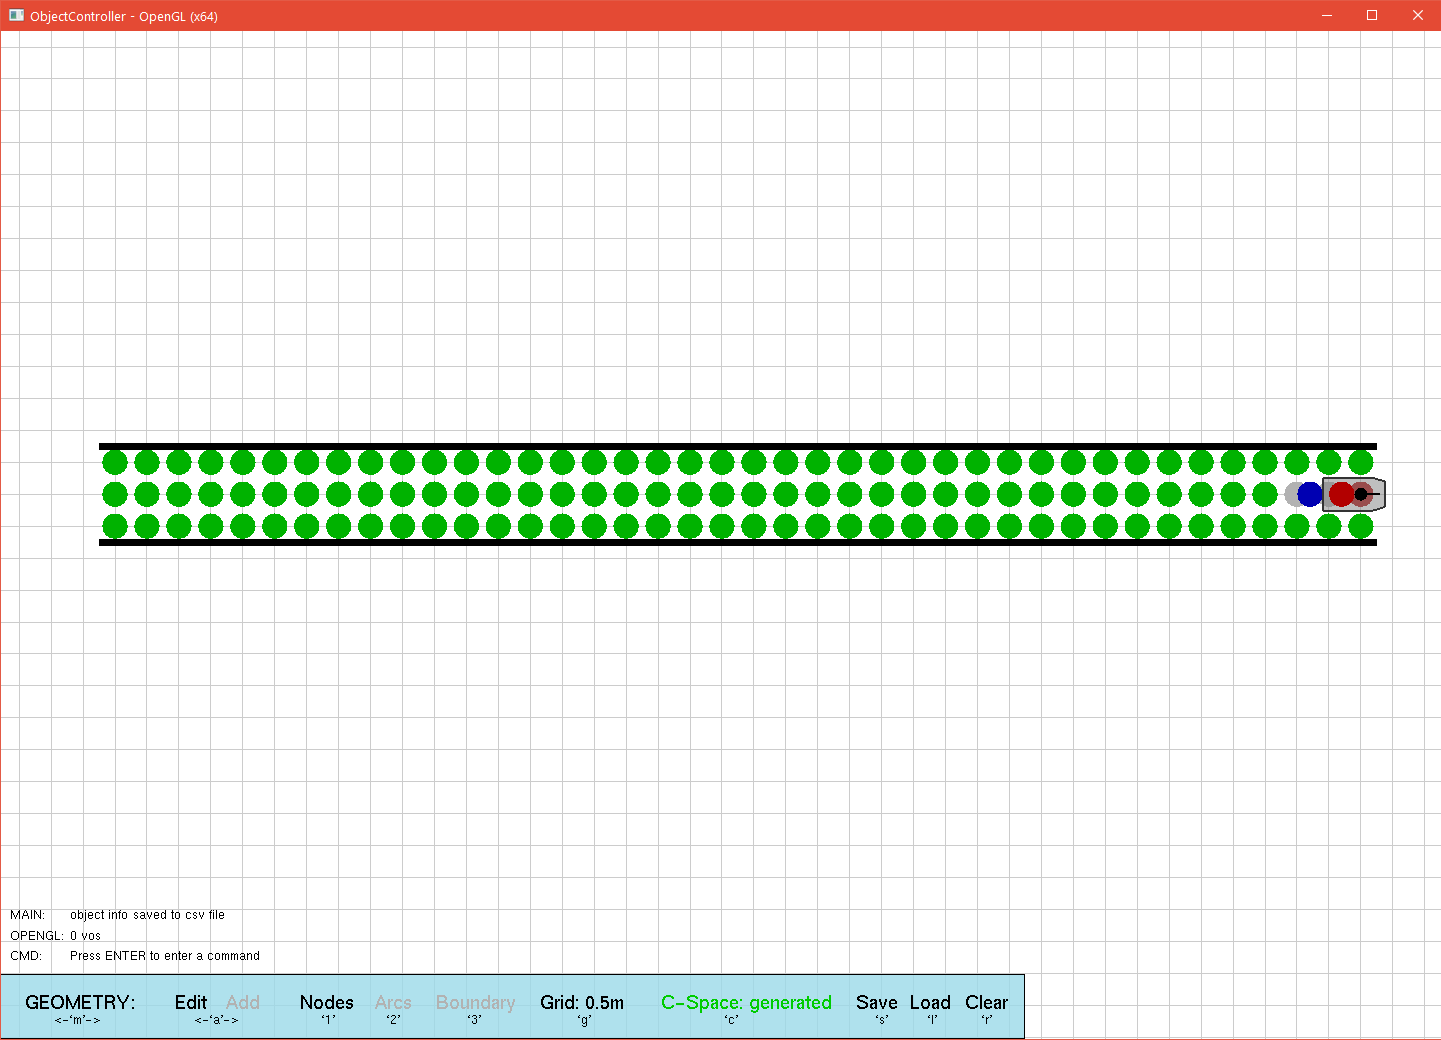 ObjectController - OpenGL (x64)
MAIN: object info saved to csv file
OPENGL: 0 vos
CMD: Press ENTER to enter a command
GEOMETRY: Edit Add Nodes Arcs Boundary Grid: 0.5m C-Space: generated Save Load Clear
<-'m'-> <-'a'-> '1' '2' '3' 'g' 'c' 's' 'l' 'r'